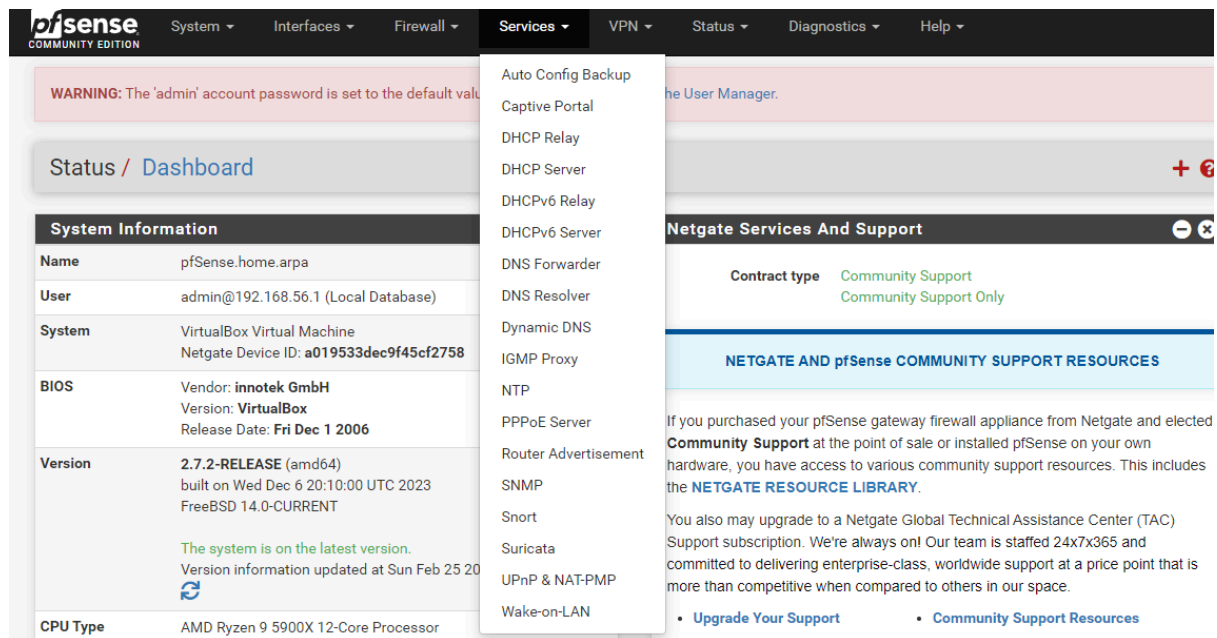 pfsense
COMMUNITY EDITION
System
Interfaces
Firewall
Services
VPN
Status
Diagnostics
Help
WARNING: The 'admin' account password is set to the default
he User Manager.
Auto Config Backup
Captive Portal
DHCP Relay
DHCP Server
DHCPv6 Relay
DHCPv6 Server
DNS Forwarder
DNS Resolver
Dynamic DNS
IGMP Proxy
NTP
PPPoE Server
Router Advertisement
SNMP
Snort
Suricata
UPnP & NAT-PMP
Wake-on-LAN
Status / Dashboard
System Information
Name pfSense.home.arpa
User admin@192.168.56.1 (Local Database)
System VirtualBox Virtual Machine
Netgate Device ID: a019533dec9f45cf2758
BIOS Vendor: innotek GmbH
Version: VirtualBox
Release Date: Fri Dec 1 2006
Version 2.7.2-RELEASE (amd64)
built on Wed Dec 6 20:10:00 UTC 2023
FreeBSD 14.0-CURRENT
The system is on the latest version.
Version information updated at Sun Feb 25 20
CPU Type AMD Ryzen 9 5900X 12-Core Processor
Netgate Services And Support
Contract type Community Support
Community Support Only
NETGATE AND pfSense COMMUNITY SUPPORT RESOURCES
If you purchased your pfSense gateway firewall appliance from Netgate and elected
Community Support at the point of sale or installed pfSense on your own
hardware, you have access to various community support resources. This includes
the NETGATE RESOURCE LIBRARY.
You also may upgrade to a Netgate Global Technical Assistance Center (TAC)
Support subscription. We're always on! Our team is staffed 24x7x365 and
committed to delivering enterprise-class, worldwide support at a price point that is
more than competitive when compared to others in our space.
• Upgrade Your Support
• Community Support Resources